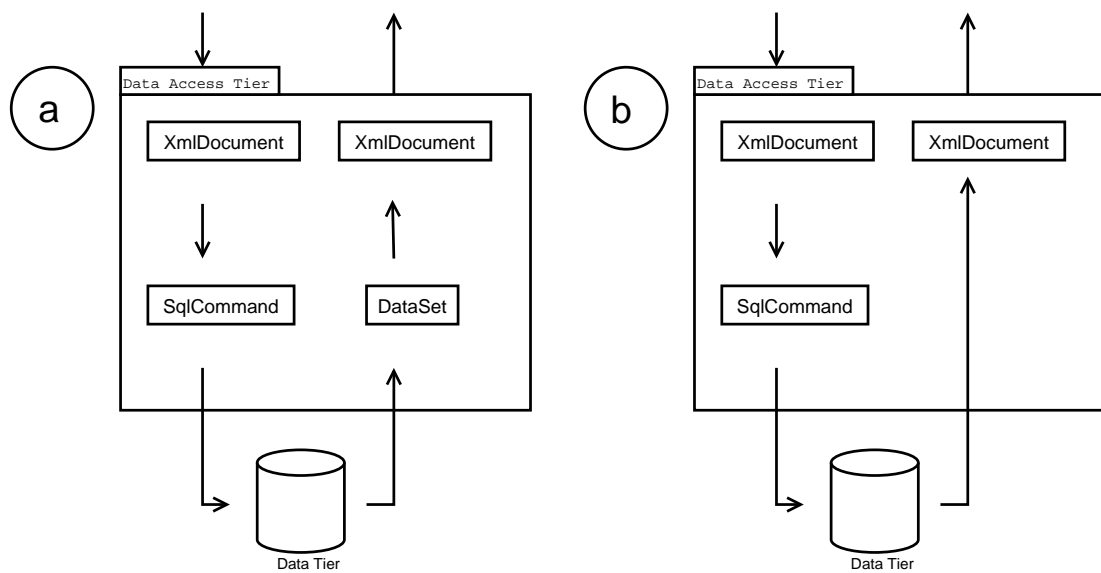 a
Data Access Tier
XmlDocument
XmlDocument
SqlCommand
DataSet
Data Tier
b
Data Access Tier
XmlDocument
XmlDocument
SqlCommand
Data Tier